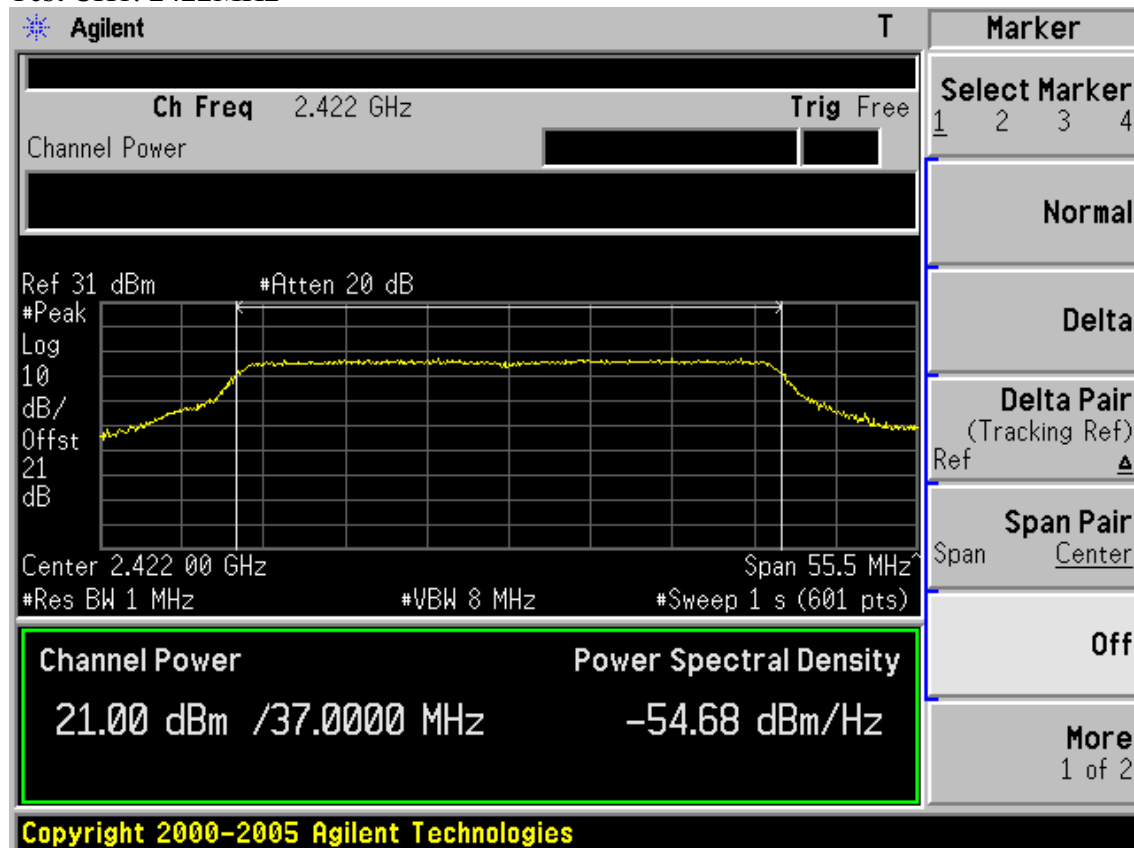 Agilent T
Ch Freq 2.422 GHz Trig Free
Channel Power
Ref 31 dBm #Atten 20 dB
#Peak
Log
10
dB/
Offst
21
dB
Center 2.422 00 GHz Span 55.5 MHz^
#Res BW 1 MHz #VBW 8 MHz #Sweep 1 s (601 pts)
Channel Power Power Spectral Density
21.00 dBm /37.0000 MHz -54.68 dBm/Hz
Marker
Select Marker
1 2 3 4
Normal
Delta
Delta Pair
(Tracking Ref)
Ref Δ
Span Pair
Span Center
Off
More
1 of 2
Copyright 2000-2005 Agilent Technologies